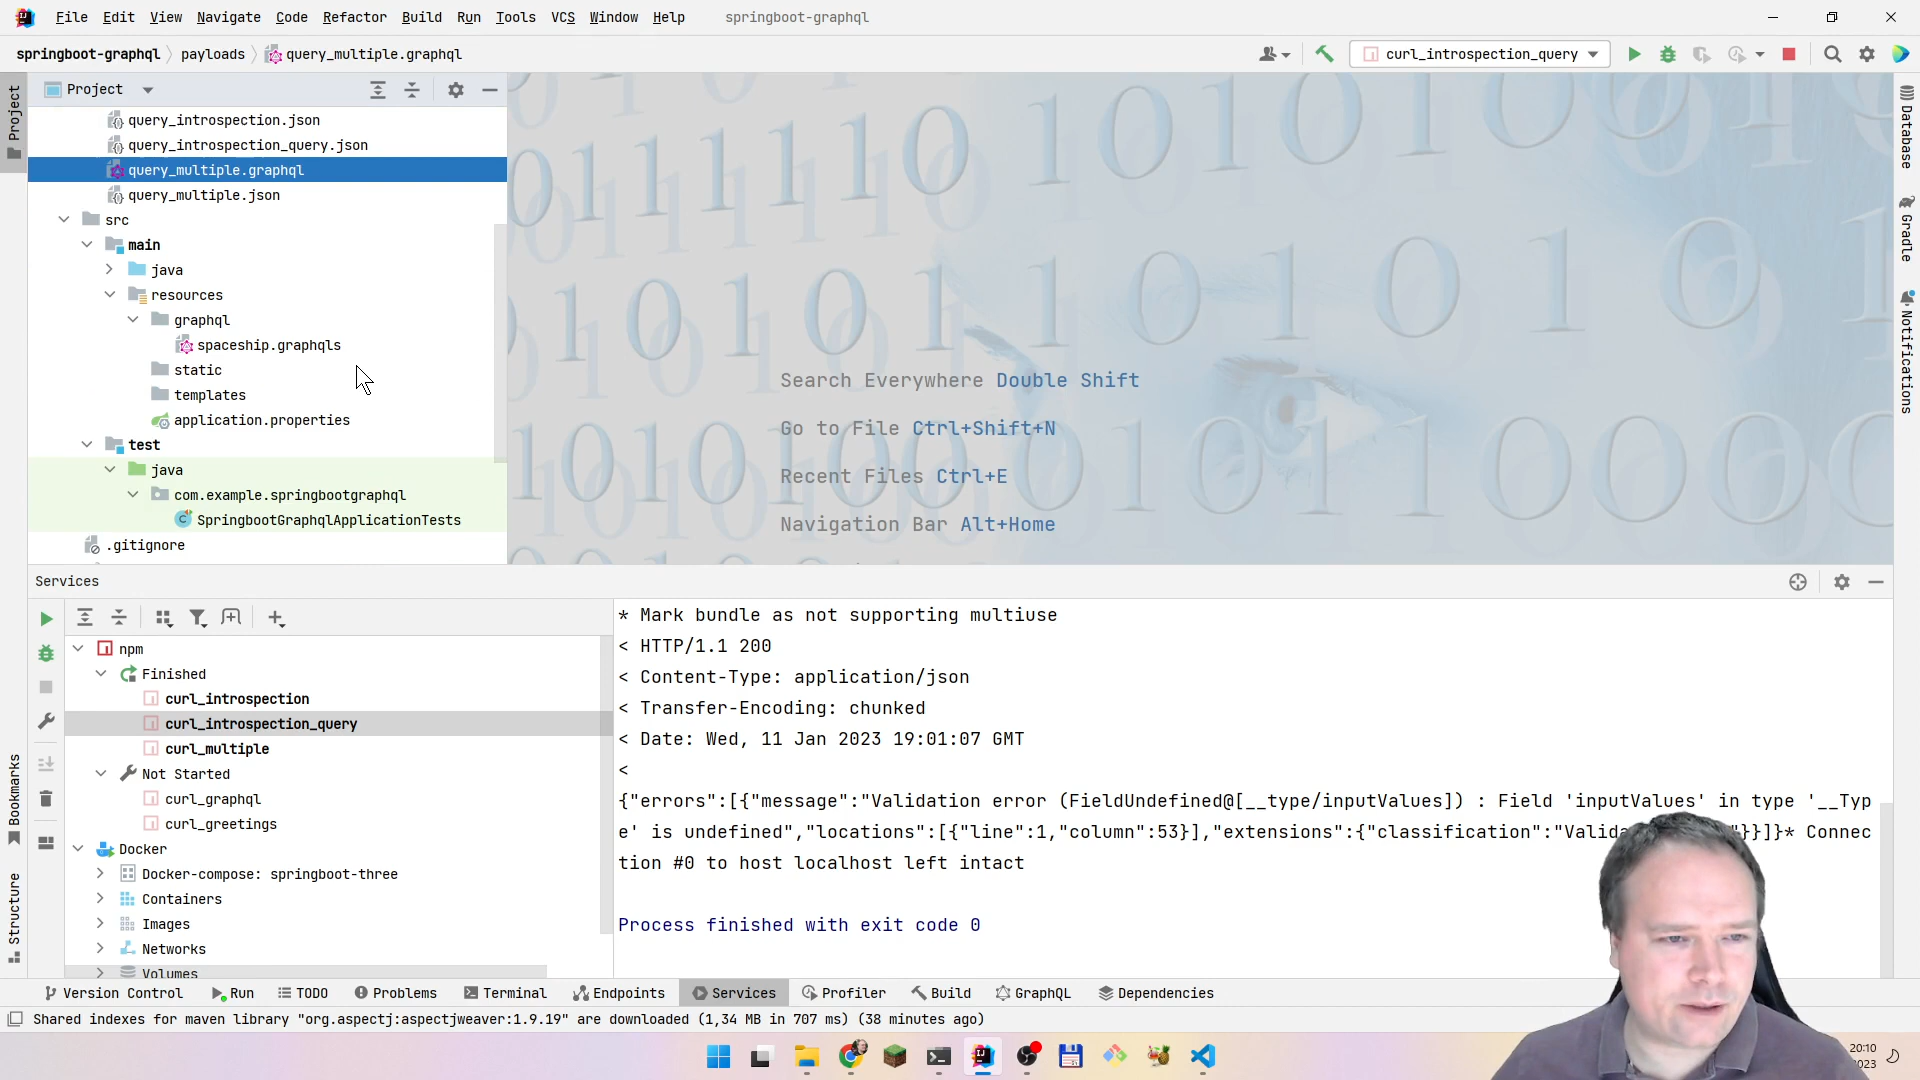 File Edit View Navigate Code Refactor Build Run Tools VCS Window Help springboot-graphql
springboot-graphql payloads query_multiple.graphql
curl_introspection_query
Project
Project
query_introspection.json
query_introspection_query.json
query_multiple.graphql
query_multiple.json
src
main
java
resources
graphql
spaceship.graphqls
static
templates
application.properties
test
java
com.example.springbootgraphql
SpringbootGraphqlApplicationTests
.gitignore
Search Everywhere Double Shift
Go to File Ctrl+Shift+N
Recent Files Ctrl+E
Navigation Bar Alt+Home
Database
Gradle
Notifications
Services
npm
Finished
curl_introspection
curl_introspection_query
curl_multiple
Not Started
curl_graphql
curl_greetings
Docker
Docker-compose: springboot-three
Containers
Images
Networks
Volumes
Bookmarks
Structure
* Mark bundle as not supporting multiuse
< HTTP/1.1 200
< Content-Type: application/json
< Transfer-Encoding: chunked
< Date: Wed, 11 Jan 2023 19:01:07 GMT
<
{"errors":[{"message":"Validation error (FieldUndefined@[__type/inputValues]) : Field 'inputValues' in type '__Typ
e' is undefined","locations":[{"line":1,"column":53}],"extensions":{"classification":"Valida }}]}* Connec
tion #0 to host localhost left intact
Process finished with exit code 0
Version Control Run TODO Problems Terminal Endpoints Services Profiler Build GraphQL Dependencies
Shared indexes for maven library "org.aspectj:aspectjweaver:1.9.19" are downloaded (1,34 MB in 707 ms) (38 minutes ago)
20:10
2023